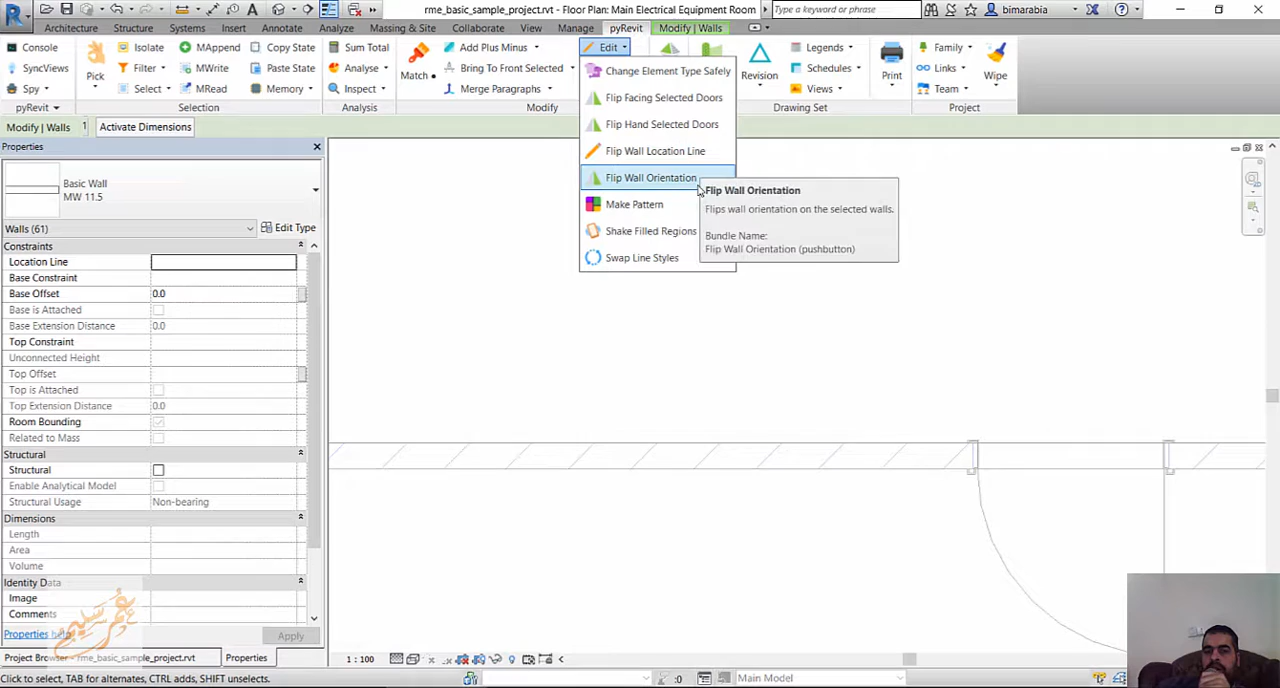 rme_basic_sample_project.rvt - Floor Plan: Main Electrical Equipment Room
Type a keyword or phrase
bimarabia
Architecture Structure Systems Insert Annotate Analyze Massing & Site Collaborate View Manage Add-Ins pyRevit Modify | Walls
Console Isolate MAppend Copy State Sum Total Add Plus Minus Edit Legends Family
SyncViews Pick Filter MWrite Paste State Analyse Match Bring To Front Selected Revision Schedules Print Links Wipe
Spy Select MRead Memory Inspect Merge Paragraphs Views Team
pyRevit Selection Analysis Modify Drawing Set Project
Change Element Type Safely
Flip Facing Selected Doors
Flip Hand Selected Doors
Flip Wall Location Line
Flip Wall Orientation
Make Pattern
Shake Filled Regions
Swap Line Styles
Flip Wall Orientation
Flips wall orientation on the selected walls.
Bundle Name:
Flip Wall Orientation (pushbutton)
Modify | Walls 1 Activate Dimensions
Properties
Basic Wall
MW 11.5
Walls (61) Edit Type
Constraints
Location Line
Base Constraint
Base Offset 0.0
Base is Attached
Base Extension Distance 0.0
Top Constraint
Unconnected Height
Top Offset
Top is Attached
Top Extension Distance 0.0
Room Bounding
Related to Mass
Structural
Structural
Enable Analytical Model
Structural Usage Non-bearing
Dimensions
Length
Area
Volume
Identity Data
Image
Comments
Properties help Apply
عُمر سَليم
Project Browser - rme_basic_sample_project.rvt Properties
1 : 100
Click to select, TAB for alternates, CTRL adds, SHIFT unselects.
:0 Main Model